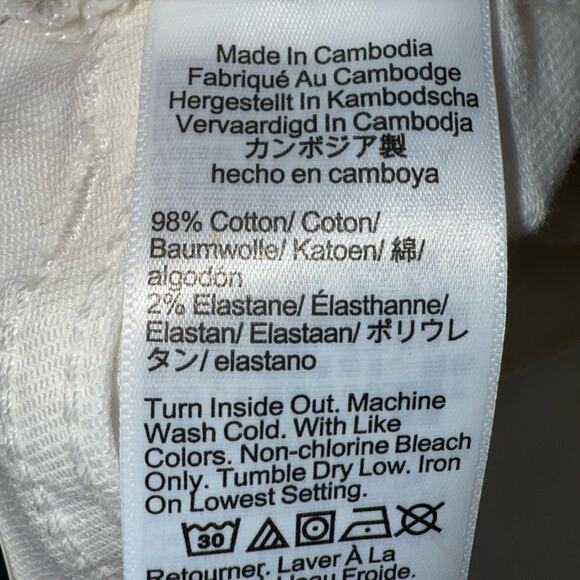 Made In Cambodia
Fabriqué Au Cambodge
Hergestellt In Kambodscha
Vervaardigd In Cambodja
カンボジア製
hecho en camboya
98% Cotton/ Coton/
Baumwolle/ Katoen/ 綿/
algodón
2% Elastane/ Élasthanne/
Elastan/ Elastaan/ ポリウレ
タン/ elastano
Turn Inside Out. Machine
Wash Cold. With Like
Colors. Non-chlorine Bleach
Only. Tumble Dry Low. Iron
On Lowest Setting.
30
Retourner. Laver À La
L'eau Froide.